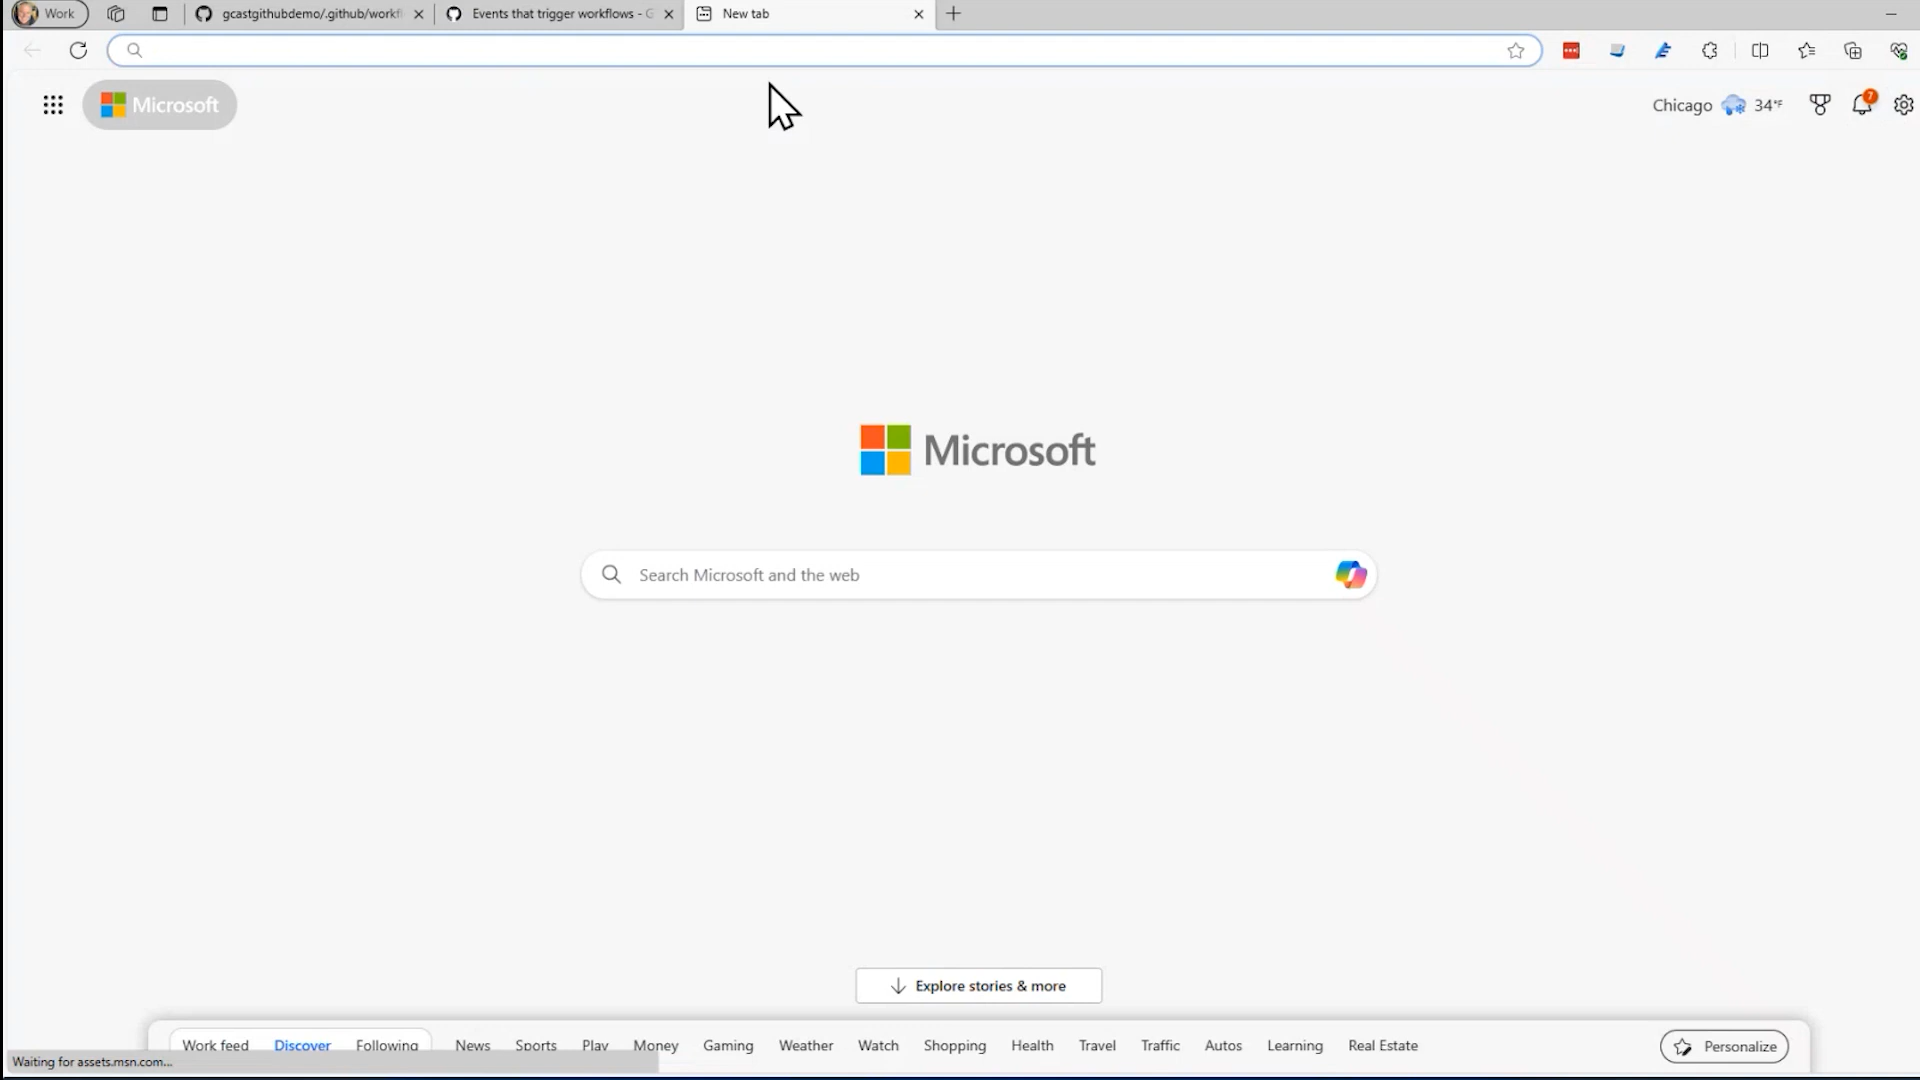 Work
gcastgithubdemo/.github/workfl
Events that trigger workflows - G
New tab
Microsoft
Chicago
34°F
7
Microsoft
Search Microsoft and the web
Explore stories & more
Work feed
Discover
Following
News
Sports
Play
Money
Gaming
Weather
Watch
Shopping
Health
Travel
Traffic
Autos
Learning
Real Estate
Personalize
Waiting for assets.msn.com...